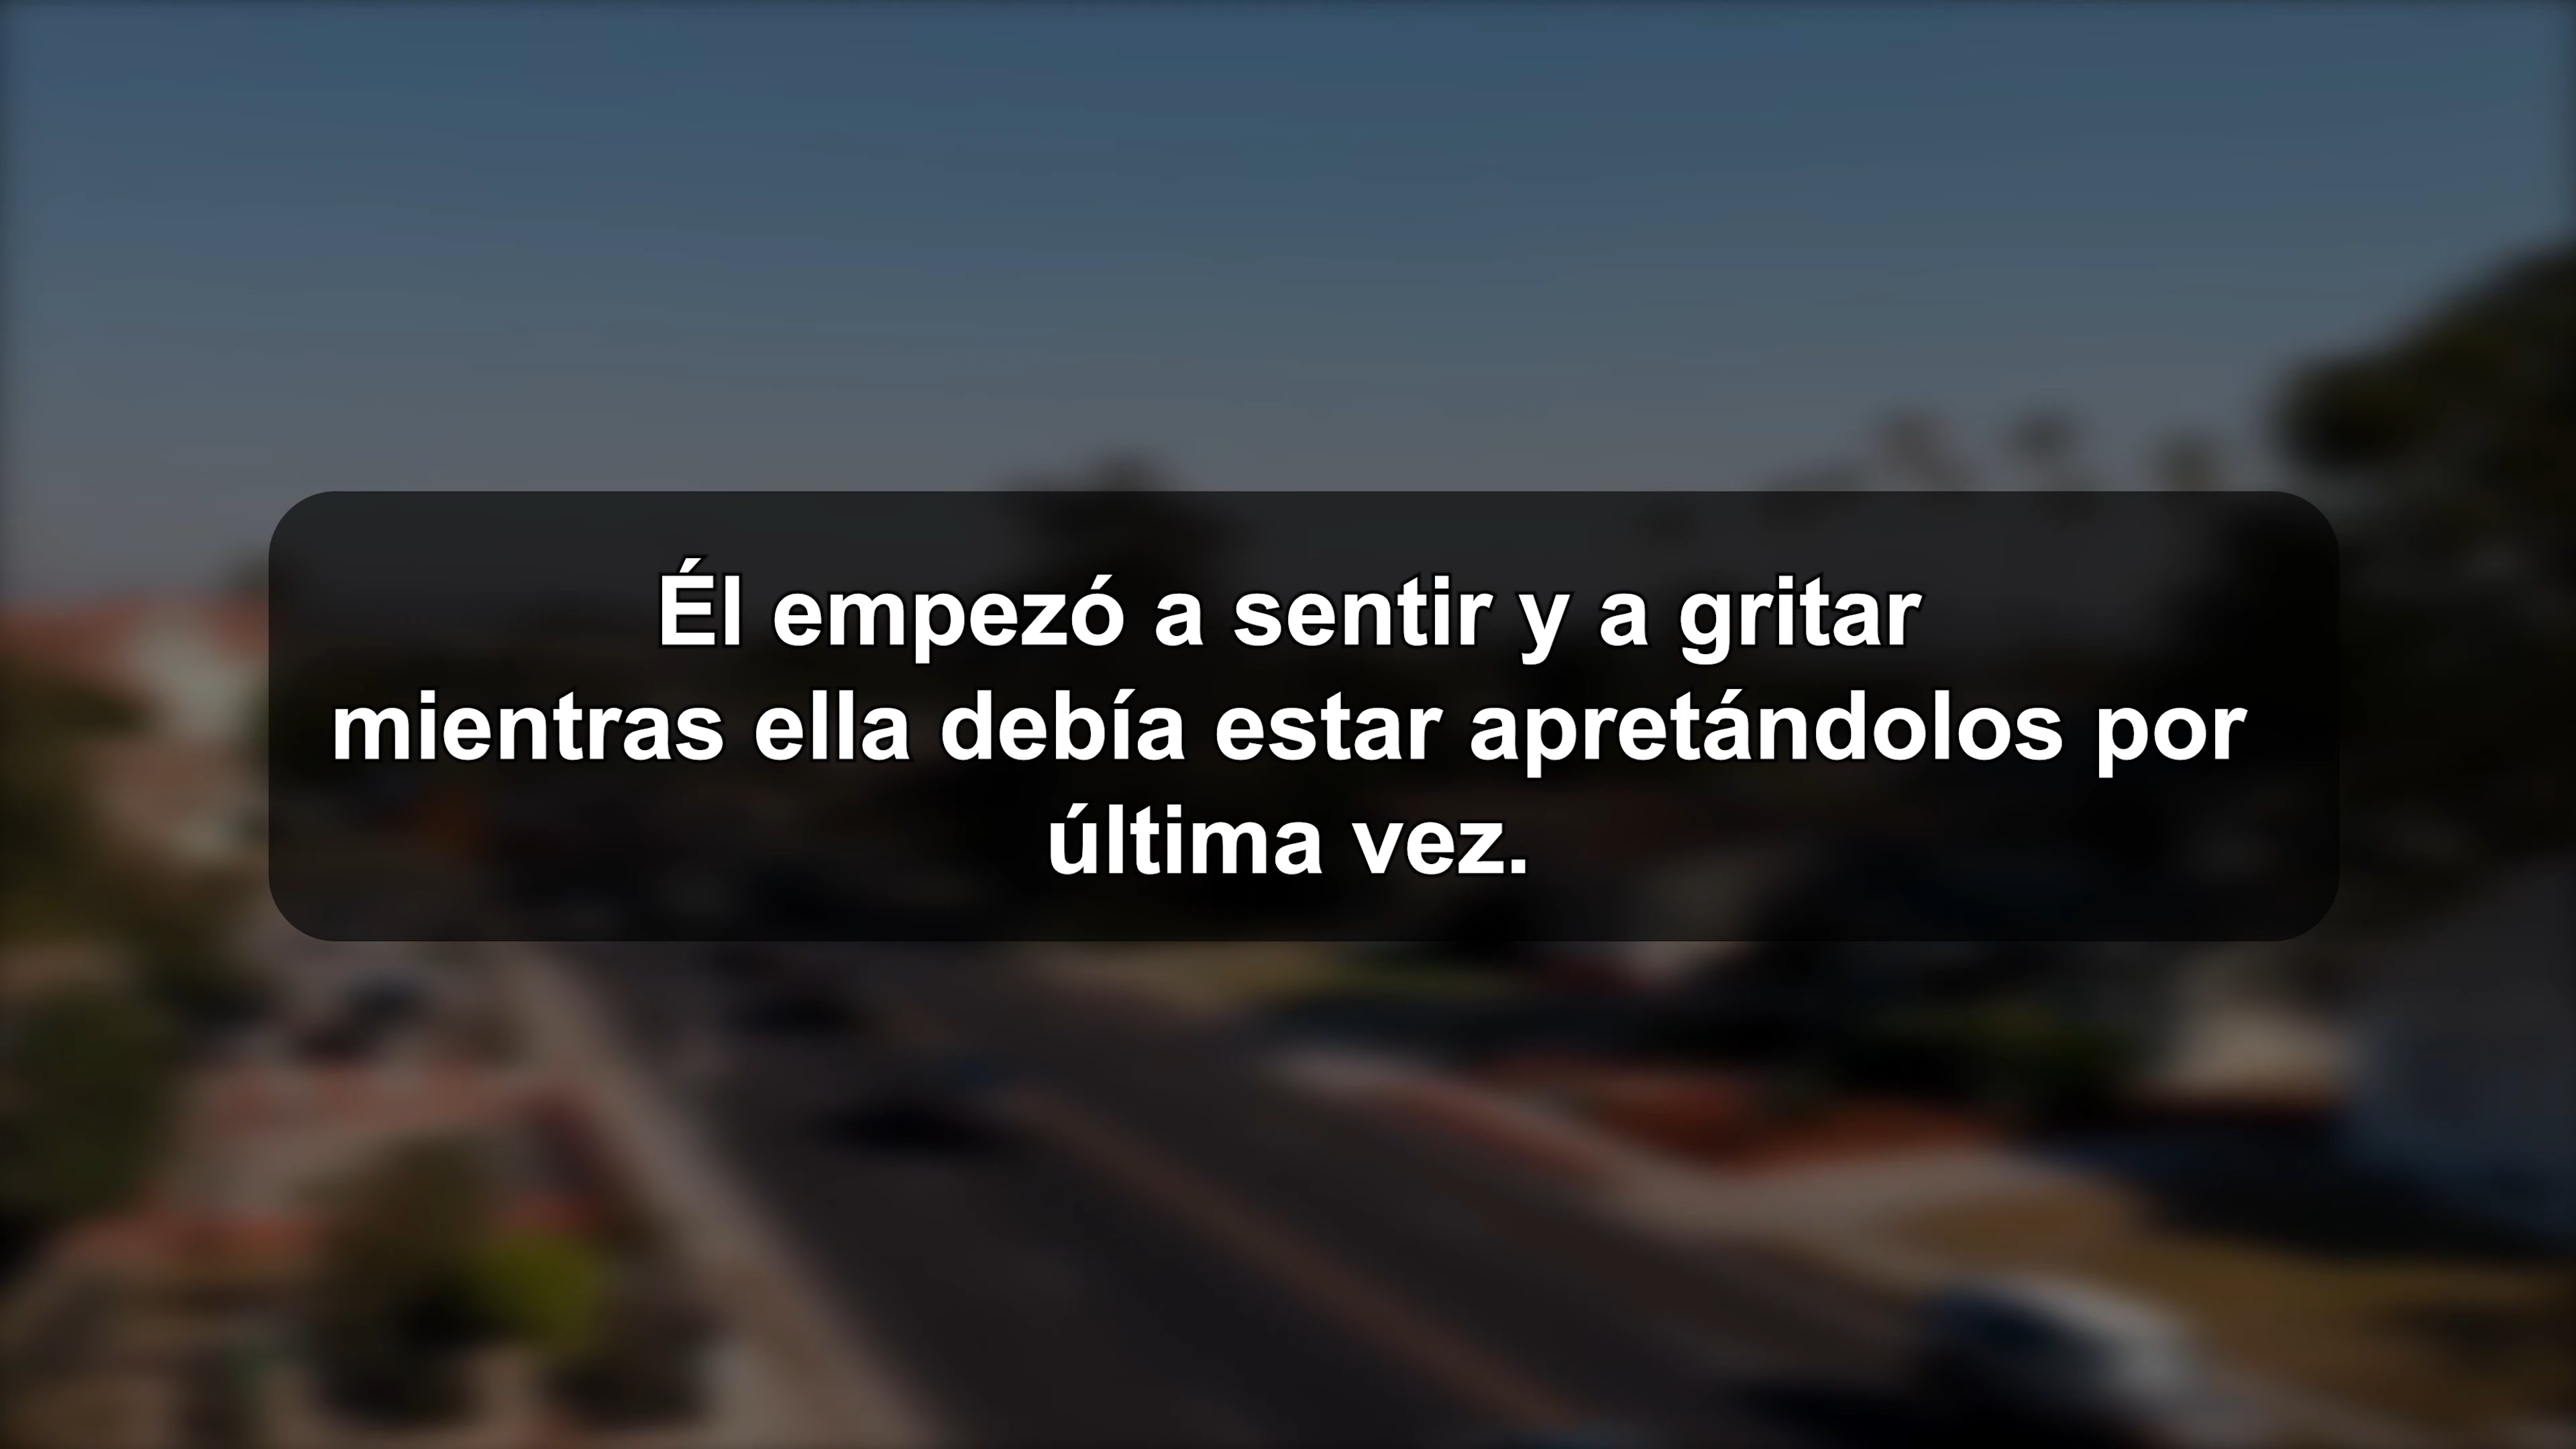 Él empezó a sentir y a gritar
mientras ella debía estar apretándolos por
última vez.